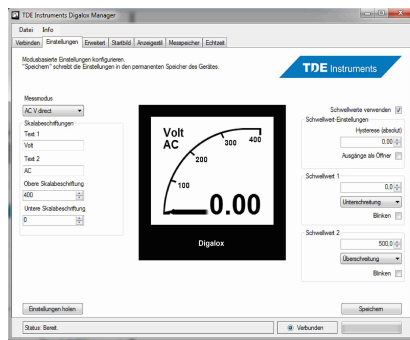 TDE Instruments Digalox Manager
Datei Info
Verbinden Einstellungen Erweitert Startbild Anzeigestil Messspeicher Echtzeit
Modusbasierte Einstellungen konfigurieren.
"Speichern" schreibt die Einstellungen in den permanenten Speicher des Gerätes.
TDE Instruments
Messmodus
AC V direct
Skalabeschriftungen
Text 1
Volt
Text 2
AC
Obere Skalabeschriftung
400
Untere Skalabeschriftung
0
Volt
AC
100
200
300
400
0.00
Digalox
Schwellwerte verwenden
Schwellwert-Einstellungen
Hysterese (absolut)
0.00
Ausgänge als Öffner
Schwellwert 1
0,0
Unterschreitung
Blinken
Schwellwert 2
500,0
Überschreitung
Blinken
Einstellungen holen
Speichern
Status: Bereit.
Verbunden